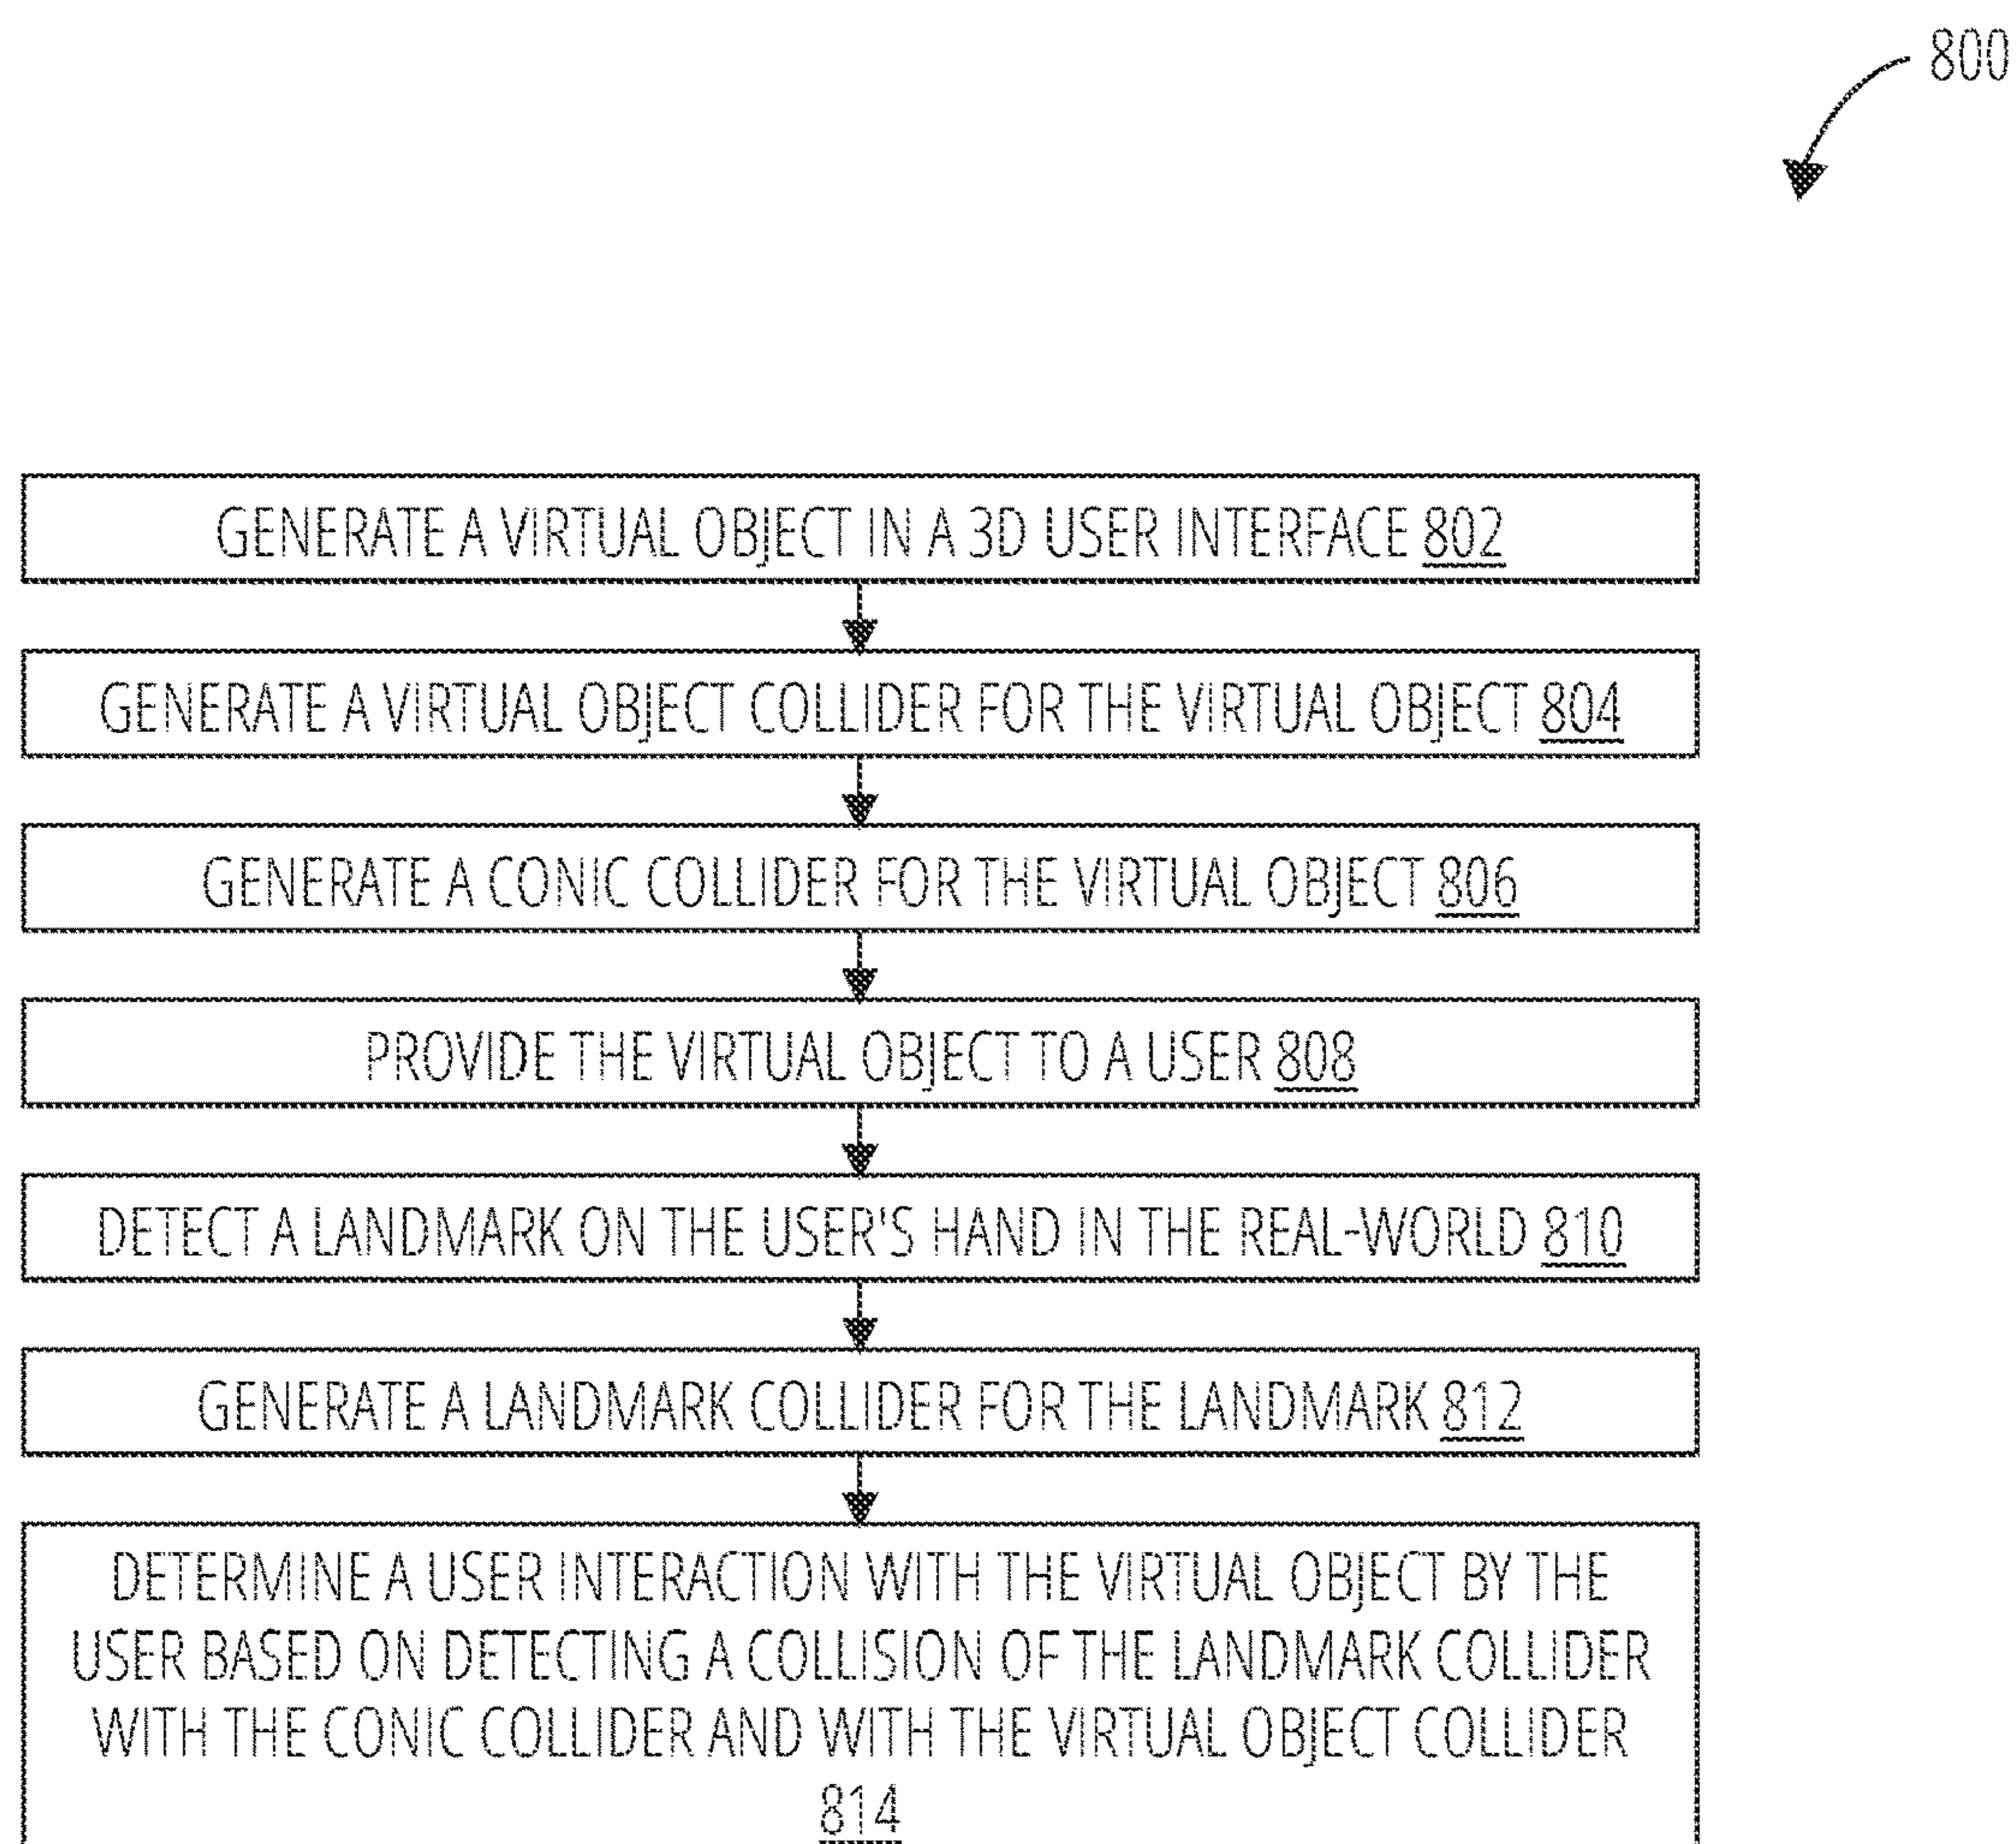 800
GENERATE A VIRTUAL OBJECT IN A 3D USER INTERFACE 802
GENERATE A VIRTUAL OBJECT COLLIDER FOR THE VIRTUAL OBJECT 804
GENERATE A CONIC COLLIDER FOR THE VIRTUAL OBJECT 806
PROVIDE THE VIRTUAL OBJECT TO A USER 808
DETECT A LANDMARK ON THE USER'S HAND IN THE REAL-WORLD 810
GENERATE A LANDMARK COLLIDER FOR THE LANDMARK 812
DETERMINE A USER INTERACTION WITH THE VIRTUAL OBJECT BY THE
USER BASED ON DETECTING A COLLISION OF THE LANDMARK COLLIDER
WITH THE CONIC COLLIDER AND WITH THE VIRTUAL OBJECT COLLIDER
814